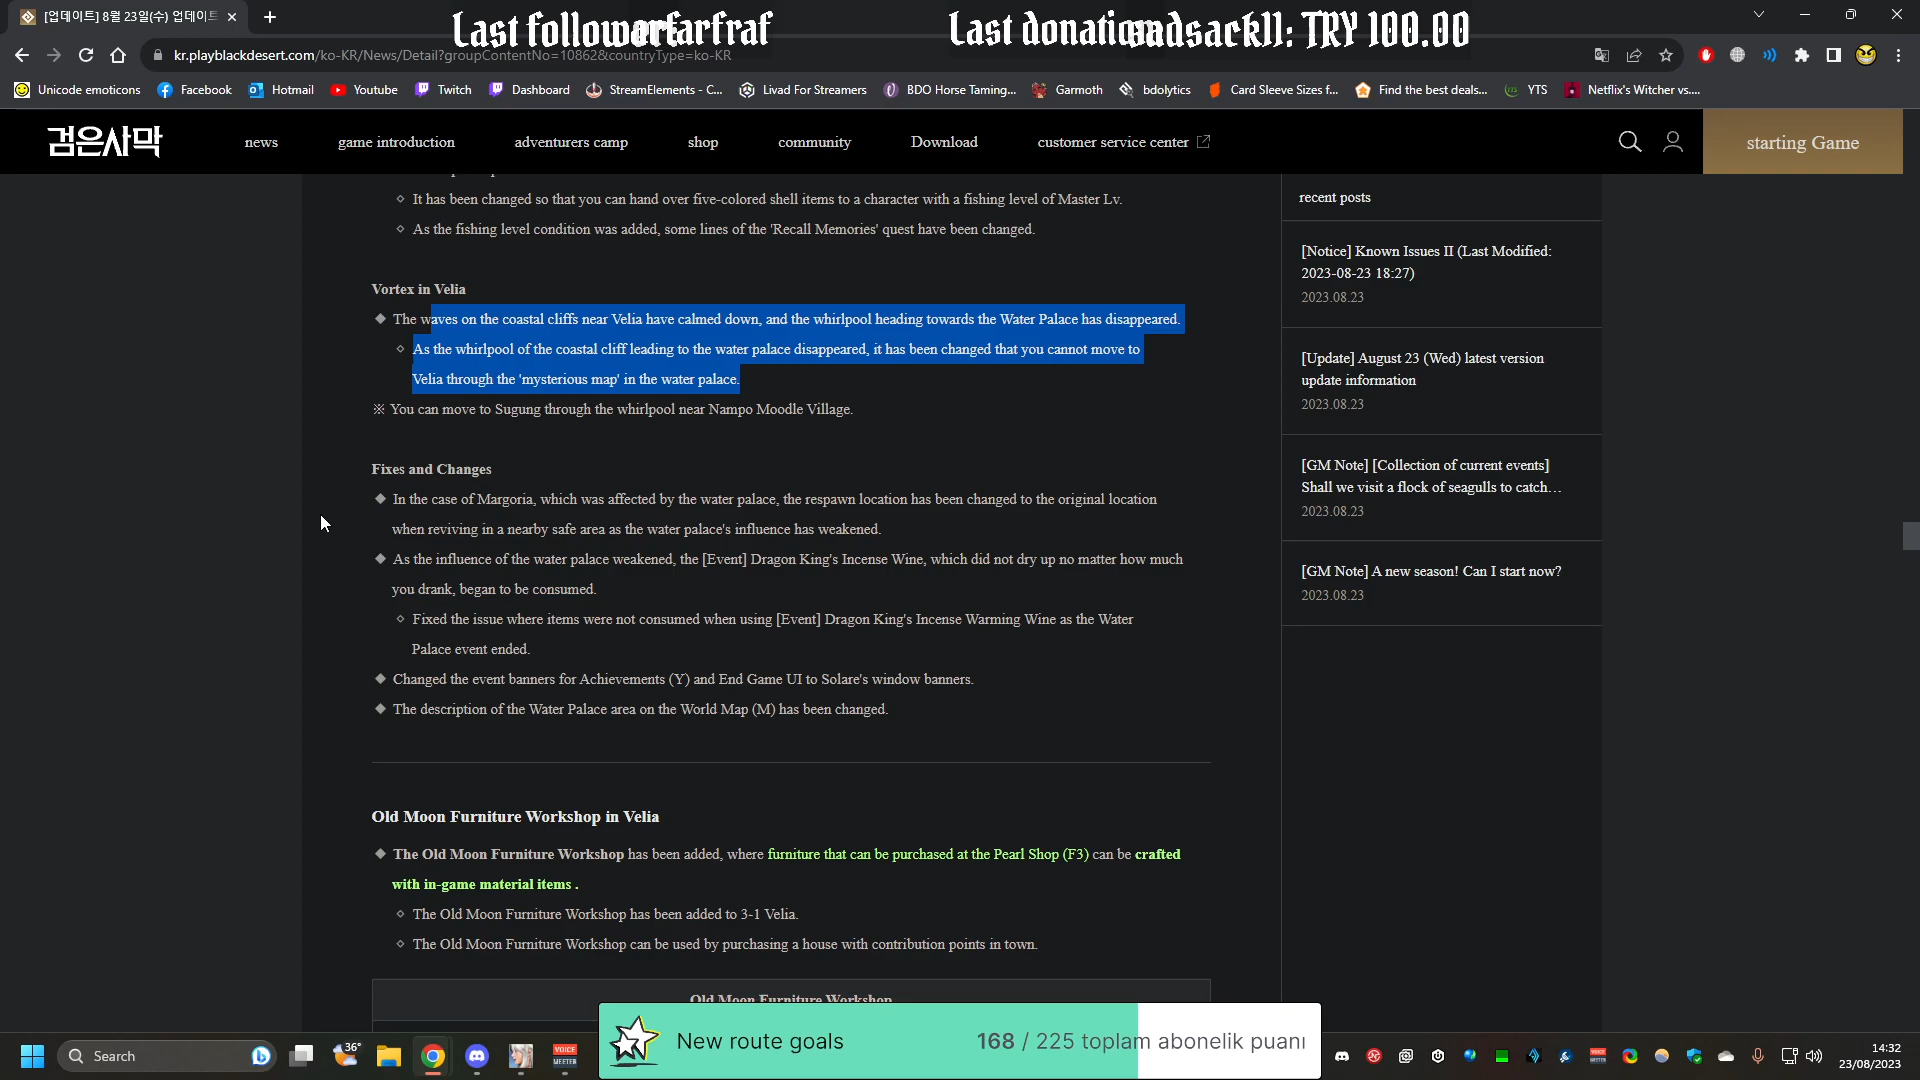 [업데이트] 8월 23일(수) 업데이트
Last follower
arfarfraf
Last donation
sadsackll: TRY 100.00
kr.playblackdesert.com/ko-KR/News/Detail?groupContentNo=10862&countryType=ko-KR
Unicode emoticons
Facebook
Hotmail
Youtube
Twitch
Dashboard
StreamElements - C...
Livad For Streamers
BDO Horse Taming...
Garmoth
bdolytics
Card Sleeve Sizes f...
Find the best deals...
YTS
Netflix's Witcher vs....
검은사막
news
game introduction
adventurers camp
shop
community
Download
customer service center
starting Game
◇ It has been changed so that you can hand over five-colored shell items to a character with a fishing level of Master Lv.
◇ As the fishing level condition was added, some lines of the 'Recall Memories' quest have been changed.
Vortex in Velia
◆ The waves on the coastal cliffs near Velia have calmed down, and the whirlpool heading towards the Water Palace has disappeared.
◇ As the whirlpool of the coastal cliff leading to the water palace disappeared, it has been changed that you cannot move to
Velia through the 'mysterious map' in the water palace.
※ You can move to Sugung through the whirlpool near Nampo Moodle Village.
Fixes and Changes
◆ In the case of Margoria, which was affected by the water palace, the respawn location has been changed to the original location
when reviving in a nearby safe area as the water palace's influence has weakened.
◆ As the influence of the water palace weakened, the [Event] Dragon King's Incense Wine, which did not dry up no matter how much
you drank, began to be consumed.
◇ Fixed the issue where items were not consumed when using [Event] Dragon King's Incense Warming Wine as the Water
Palace event ended.
◆ Changed the event banners for Achievements (Y) and End Game UI to Solare's window banners.
◆ The description of the Water Palace area on the World Map (M) has been changed.
Old Moon Furniture Workshop in Velia
◆ The Old Moon Furniture Workshop has been added, where furniture that can be purchased at the Pearl Shop (F3) can be crafted
with in-game material items .
◇ The Old Moon Furniture Workshop has been added to 3-1 Velia.
◇ The Old Moon Furniture Workshop can be used by purchasing a house with contribution points in town.
Old Moon Furniture Workshop
recent posts
[Notice] Known Issues II (Last Modified:
2023-08-23 18:27)
2023.08.23
[Update] August 23 (Wed) latest version
update information
2023.08.23
[GM Note] [Collection of current events]
Shall we visit a flock of seagulls to catch...
2023.08.23
[GM Note] A new season! Can I start now?
2023.08.23
New route goals
168 / 225 toplam abonelik puanı
Search
36°
VOICE
MEETER
14:32
23/08/2023